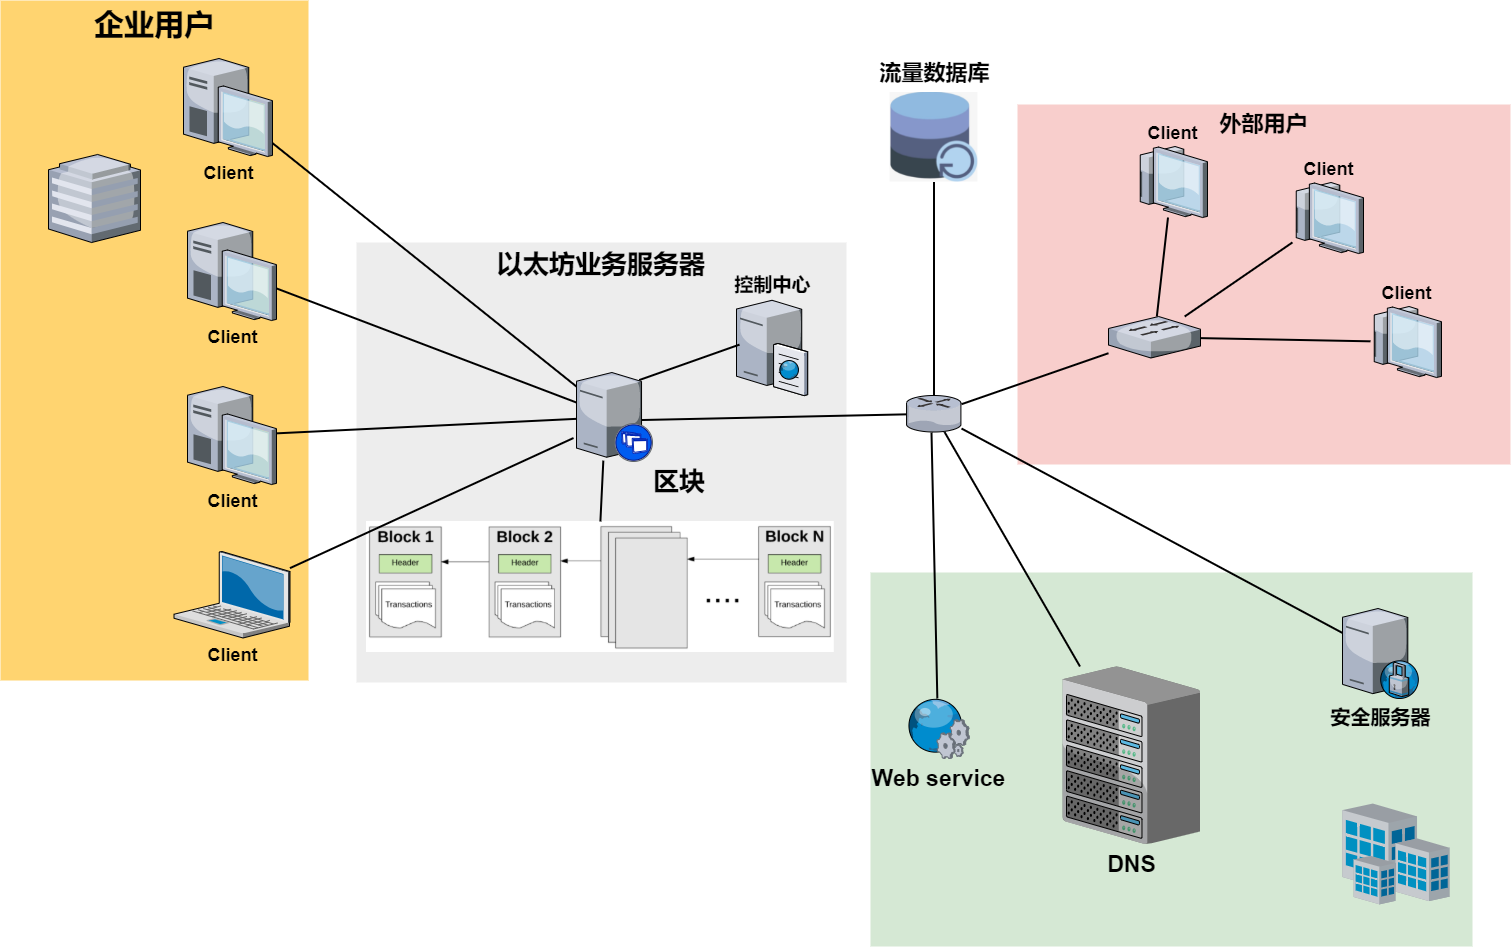 企业用户
Client
Client
Client
Client
以太坊业务服务器
控制中心
区块
Block 1
Header
Transactions
Block 2
Header
Transactions
....
Block N
Header
Transactions
流量数据库
外部用户
Client
Client
Client
Web service
DNS
安全服务器